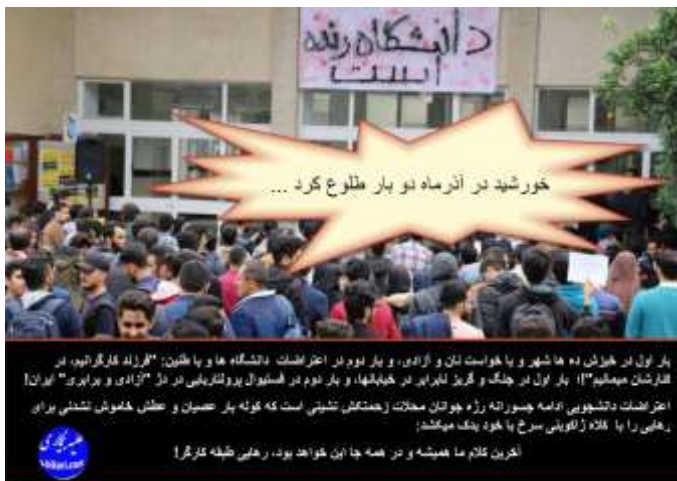 دانشگاه زنده
است
خورشید در آذرماه دو بار طلوع کرد ...
بار اول در خیزش ده ها شهر و با خواست نان و آزادی، و بار دوم در اعتراضات دانشگاه ها و با طنین: "فرزند کارگرانیم، در
کنارشان میمانیم"!؛ بار اول در جنگ و گریز نابرابر در خیابانها، و بار دوم در فستیوال پرولتاریایی در دژ "آزادی و برابری" ایران!
اعتراضات دانشجویی ادامه جسورانه رژه جوانان محلات زحمتکش نشینی است که کوله بار عصیان و عطش خاموش نشدنی برای
رهایی را با کلاه ژاکوبنی سرخ با خود یدک میکشد؛
آخرین کلام ما همیشه و در همه جا این خواهد بود، رهایی طبقه کارگر!
علیه بیکاری